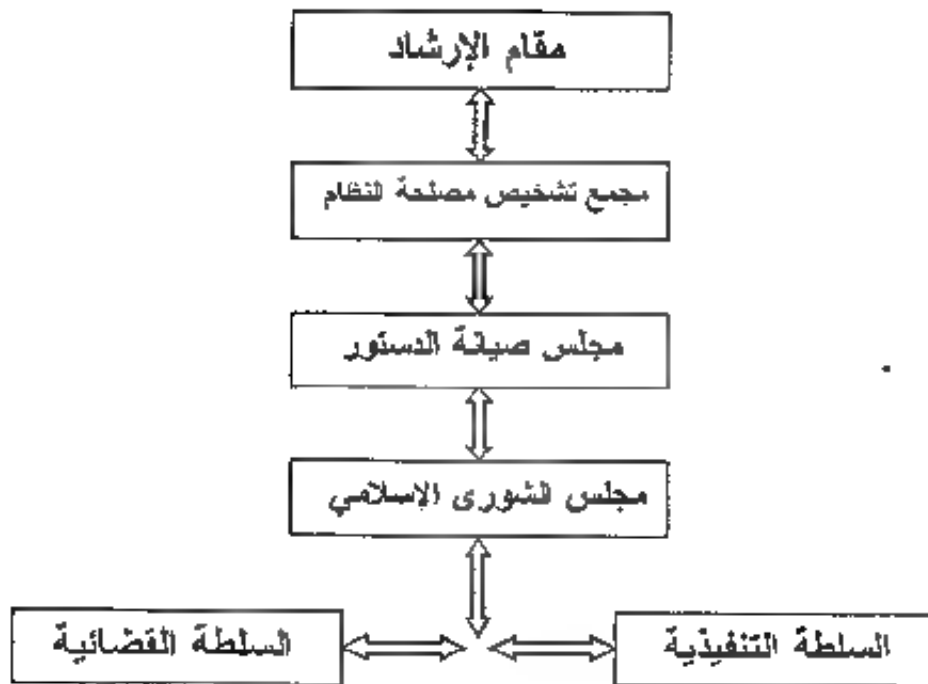 مقام الإرشاد
مجمع تشخيص مصلحة النظام
مجلس صيانة الدستور
مجلس الشورى الإسلامي
السلطة التنفيذية
السلطة القضائية